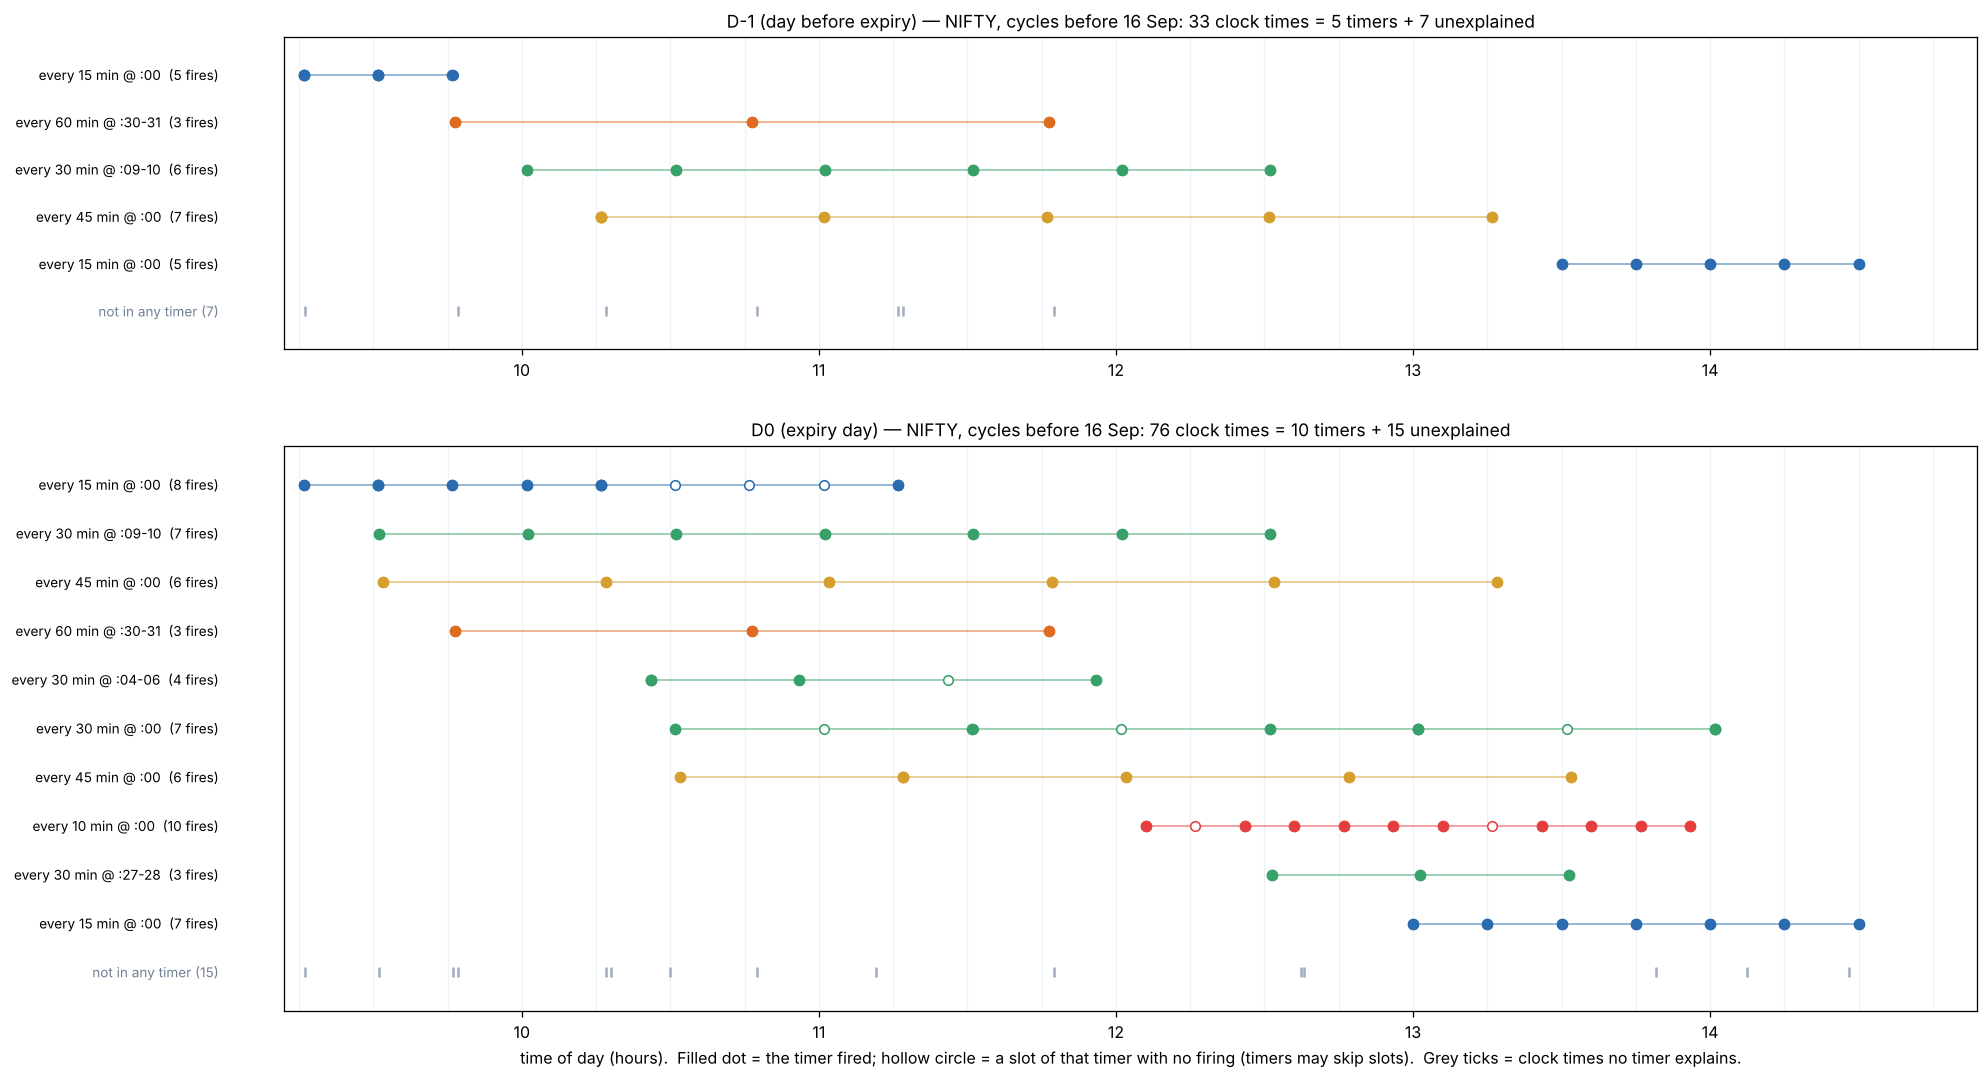 D-1 (day before expiry) — NIFTY, cycles before 16 Sep: 33 clock times = 5 timers + 7 unexplained
every 15 min @ :00 (5 fires)
every 60 min @ :30-31 (3 fires)
every 30 min @ :09-10 (6 fires)
every 45 min @ :00 (7 fires)
every 15 min @ :00 (5 fires)
not in any timer (7)
10 11 12 13 14
D0 (expiry day) — NIFTY, cycles before 16 Sep: 76 clock times = 10 timers + 15 unexplained
every 15 min @ :00 (8 fires)
every 30 min @ :09-10 (7 fires)
every 45 min @ :00 (6 fires)
every 60 min @ :30-31 (3 fires)
every 30 min @ :04-06 (4 fires)
every 30 min @ :00 (7 fires)
every 45 min @ :00 (6 fires)
every 10 min @ :00 (10 fires)
every 30 min @ :27-28 (3 fires)
every 15 min @ :00 (7 fires)
not in any timer (15)
10 11 12 13 14
time of day (hours). Filled dot = the timer fired; hollow circle = a slot of that timer with no firing (timers may skip slots). Grey ticks = clock times no timer explains.